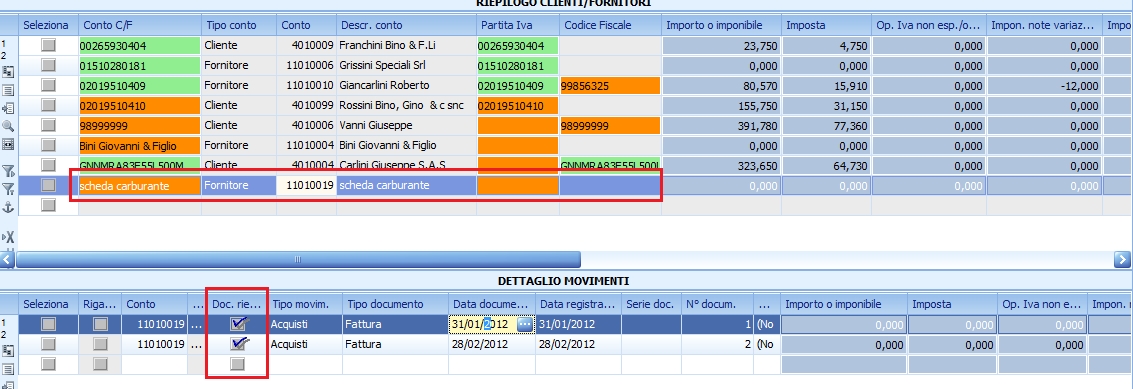 RIEPILOGO CLIENTI/FORNITORI
Seleziona Conto C/F Tipo conto Conto Descr. conto Partita Iva Codice Fiscale Importo o imponibile Imposta Op. Iva non esp./o... Impon. note variaz...
1 00265930404 Cliente 4010009 Franchini Bino & F.Li 00265930404 23,750 4,750 0,000 0,000
2 01510280181 Fornitore 11010006 Grissini Speciali Srl 01510280181 0,000 0,000 0,000 0,000
02019510409 Fornitore 11010010 Giancarlini Roberto 02019510409 99856325 80,570 15,910 0,000 -12,000
02019510410 Cliente 4010099 Rossini Bino, Gino & c snc 02019510410 155,750 31,150 0,000 0,000
98999999 Cliente 4010006 Vanni Giuseppe 98999999 391,780 77,360 0,000 0,000
Bini Giovanni & Figlio Fornitore 11010004 Bini Giovanni & Figlio 0,000 0,000 0,000 0,000
GNNMRA83E55L500M Cliente 4010004 Carlini Giuseppe S.A.S GNNMRA83E55L500I 323,650 64,730 0,000 0,000
scheda carburante Fornitore 11010019 scheda carburante 0,000 0,000 0,000 0,000
DETTAGLIO MOVIMENTI
Seleziona Riga... Conto ... Doc. rie... Tipo movim. Tipo documento Data docume... Data registra... Serie doc. N° docum. ... Importo o imponibile Imposta Op. Iva non e... Impon.
1 11010019 ... Acquisti Fattura 31/01/2012 ... 31/01/2012 1 (No 0,000 0,000 0,000
2 11010019 ... Acquisti Fattura 28/02/2012 28/02/2012 2 (No 0,000 0,000 0,000